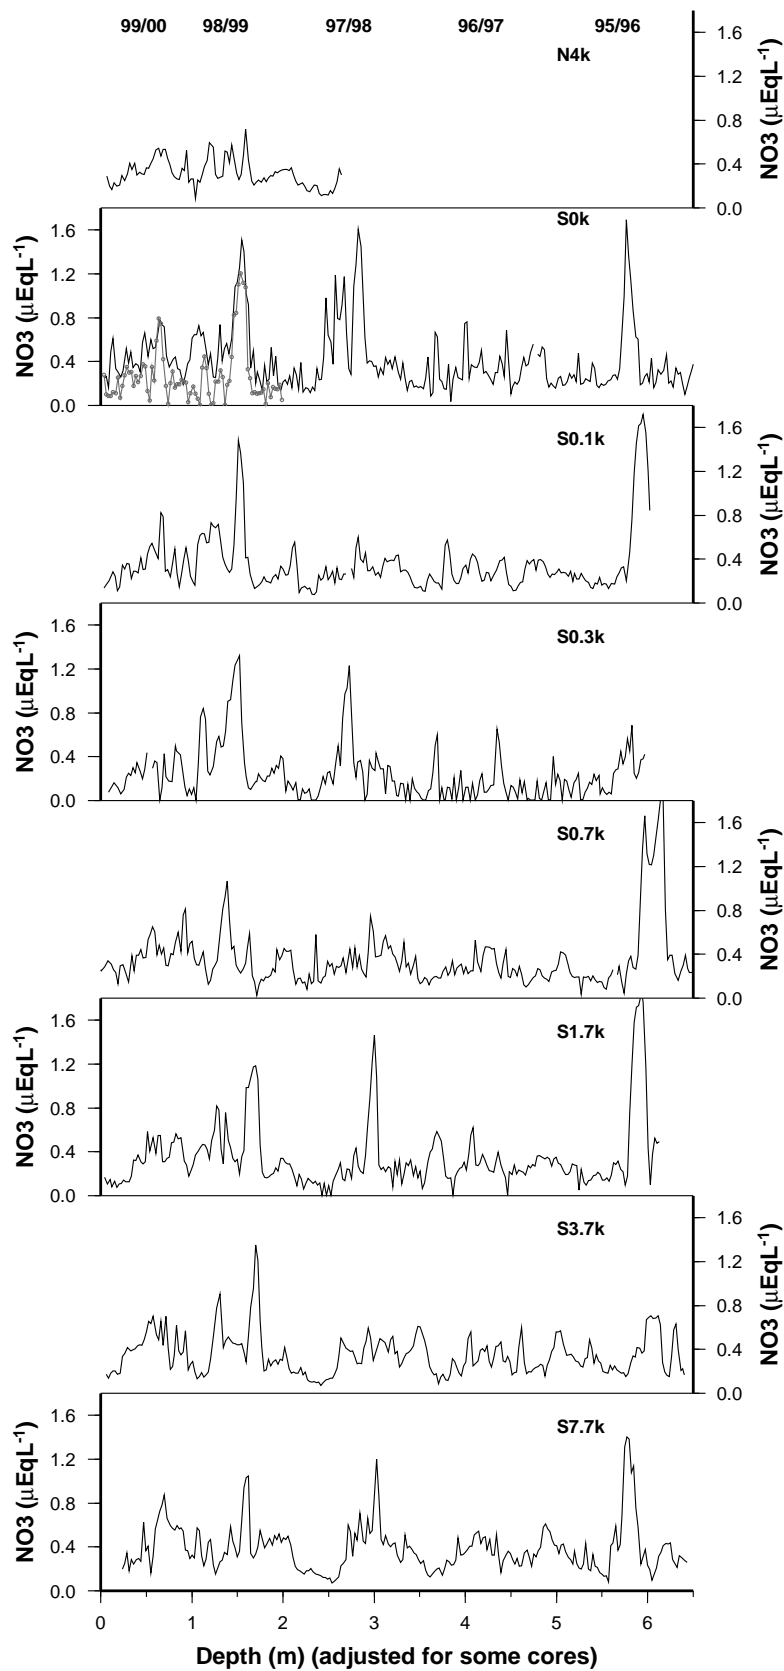 99/00 98/99 97/98 96/97 95/96
N4k
1.6
1.2
0.8
0.4
0.0
NO3 (µEqL-1)
S0k
1.6
1.2
0.8
0.4
0.0
NO3 (µEqL-1)
S0.1k
1.6
1.2
0.8
0.4
0.0
NO3 (µEqL-1)
S0.3k
1.6
1.2
0.8
0.4
0.0
NO3 (µEqL-1)
S0.7k
1.6
1.2
0.8
0.4
0.0
NO3 (µEqL-1)
S1.7k
1.6
1.2
0.8
0.4
0.0
NO3 (µEqL-1)
S3.7k
1.6
1.2
0.8
0.4
0.0
NO3 (µEqL-1)
S7.7k
1.6
1.2
0.8
0.4
0.0
NO3 (µEqL-1)
0 1 2 3 4 5 6
Depth (m) (adjusted for some cores)